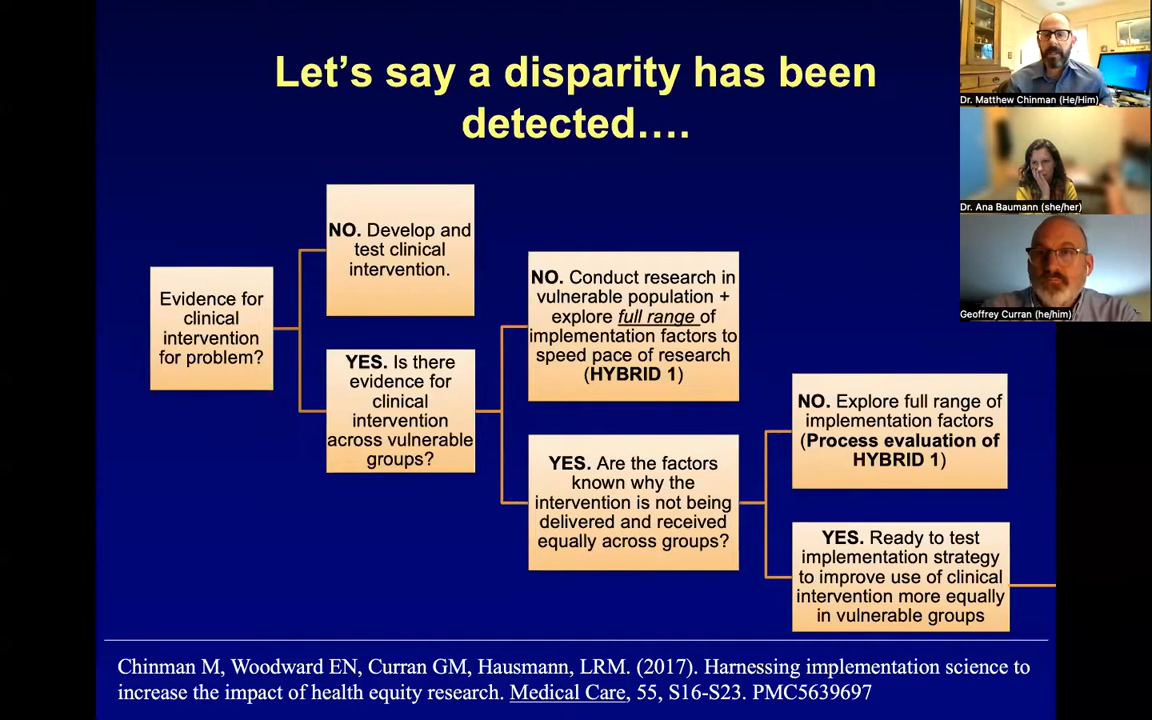 Let's say a disparity has been
detected....
Evidence for
clinical
intervention
for problem?
NO. Develop and
test clinical
intervention.
YES. Is there
evidence for
clinical
intervention
across vulnerable
groups?
NO. Conduct research in
vulnerable population +
explore full range of
implementation factors to
speed pace of research
(HYBRID 1)
YES. Are the factors
known why the
intervention is not being
delivered and received
equally across groups?
NO. Explore full range of
implementation factors
(Process evaluation of
HYBRID 1)
YES. Ready to test
implementation strategy
to improve use of clinical
intervention more equally
in vulnerable groups
Chinman M, Woodward EN, Curran GM, Hausmann, LRM. (2017). Harnessing implementation science to
increase the impact of health equity research. Medical Care, 55, S16-S23. PMC5639697
Dr. Matthew Chinman (He/Him)
Dr. Ana Baumann (she/her)
Geoffrey Curran (he/him)